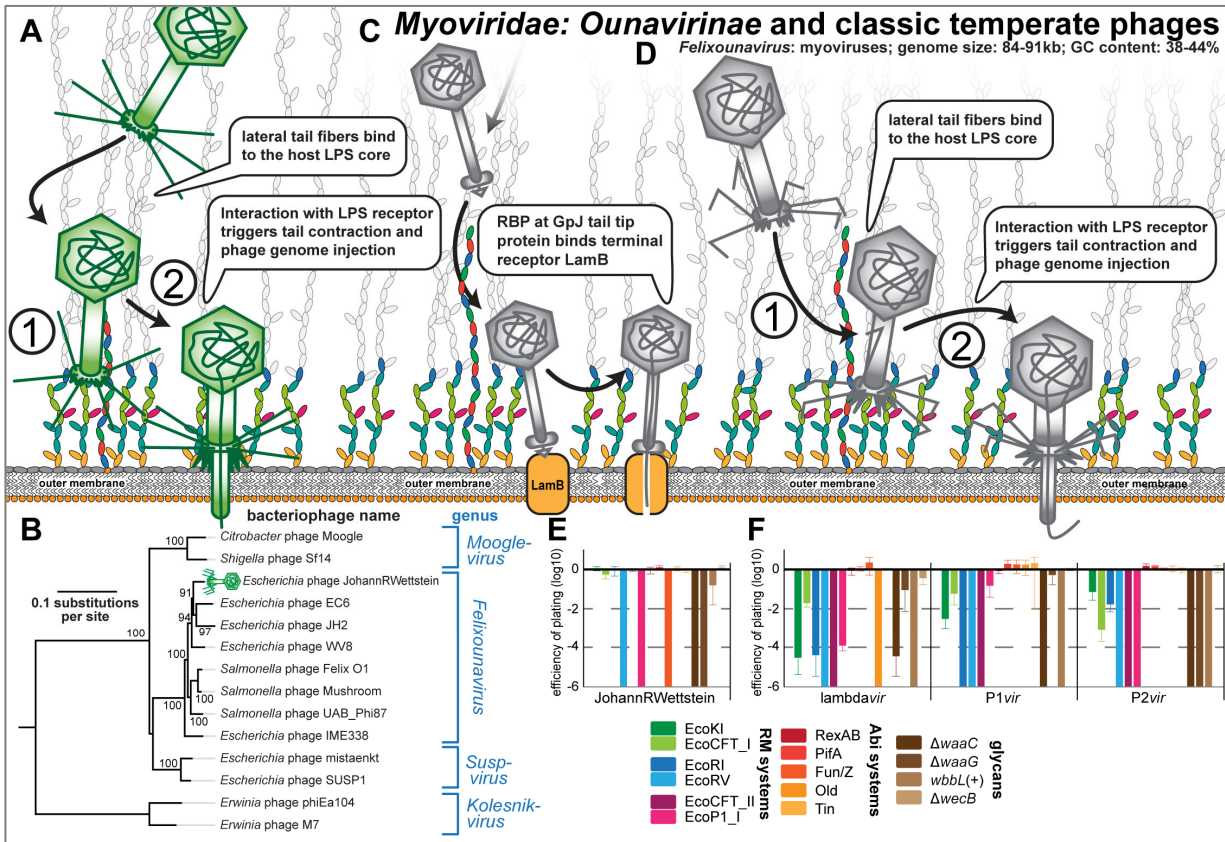 A
C
Myoviridae: Ounavirinae and classic temperate phages
D
Felixounavirus: myoviruses; genome size: 84-91kb; GC content: 38-44%
lateral tail fibers bind
to the host LPS core
Interaction with LPS receptor
triggers tail contraction and
phage genome injection
1
2
RBP at GpJ tail tip
protein binds terminal
receptor LamB
lateral tail fibers bind
to the host LPS core
Interaction with LPS receptor
triggers tail contraction and
phage genome injection
1
2
outer membrane
outer membrane
LamB
outer membrane
outer membrane
B
bacteriophage name
genus
Citrobacter phage Moogle
Shigella phage Sf14
Escherichia phage JohannRWettstein
Escherichia phage EC6
Escherichia phage JH2
Escherichia phage WV8
Salmonella phage Felix O1
Salmonella phage Mushroom
Salmonella phage UAB_Phi87
Escherichia phage IME338
Escherichia phage mistaenkt
Escherichia phage SUSP1
Erwinia phage phiEa104
Erwinia phage M7
Moogle-
virus
Felixounavirus
Susp-
virus
Kolesnik-
virus
0.1 substitutions
per site
100
91
94
97
100
100
100
100
100
100
E
efficiency of plating (log10)
0
-2
-4
-6
JohannRWettstein
F
efficiency of plating (log10)
0
-2
-4
-6
lambdavir
P1vir
P2vir
EcoKI
EcoCFT_I
EcoRI
EcoRV
EcoCFT_II
EcoP1_I
RM systems
RexAB
PifA
Fun/Z
Old
Tin
Abi systems
ΔwaaC
ΔwaaG
wbbL(+)
ΔwecB
glycans